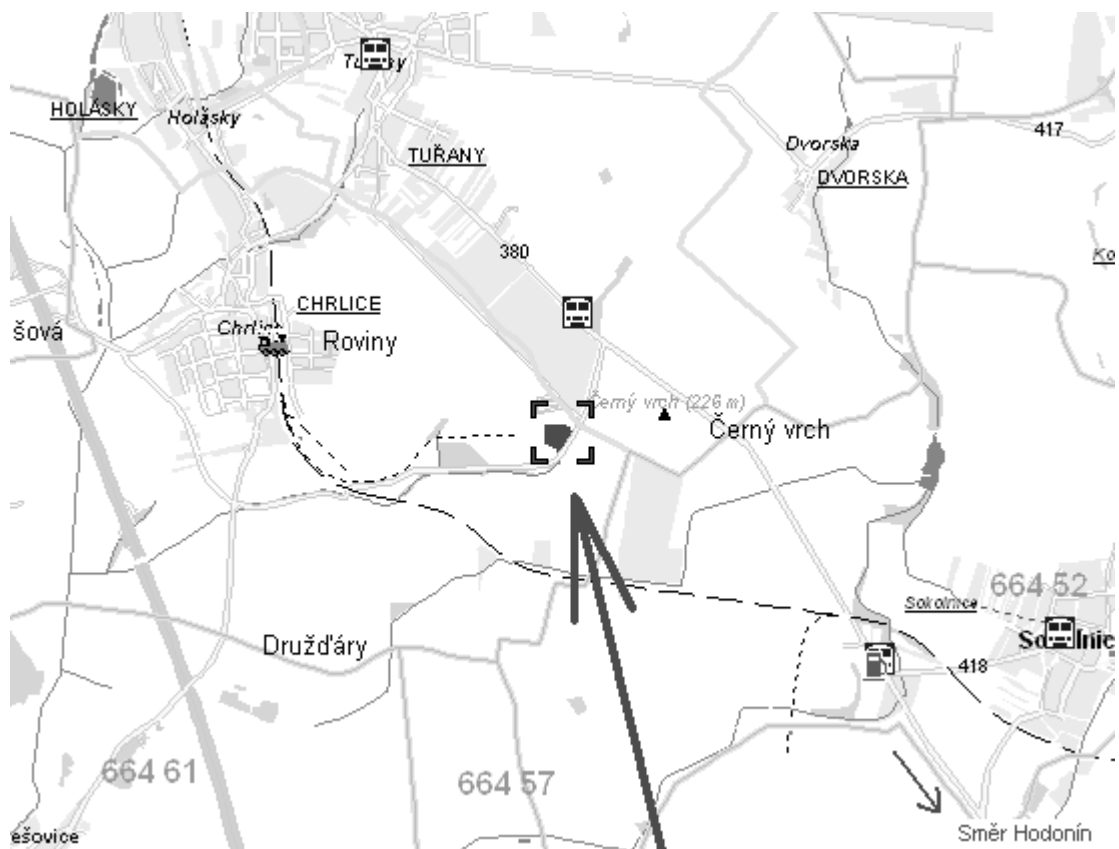 HOLÁSKY
Holásky
TUŘANY
417
Dvorska
DVORSKA
380
CHRLICE
šová
Roviny
Černý vrch (226 m)
Černý vrch
664 52
Sokolnice
418
Družďáry
664 61
664 57
ešovice
Směr Hodonín